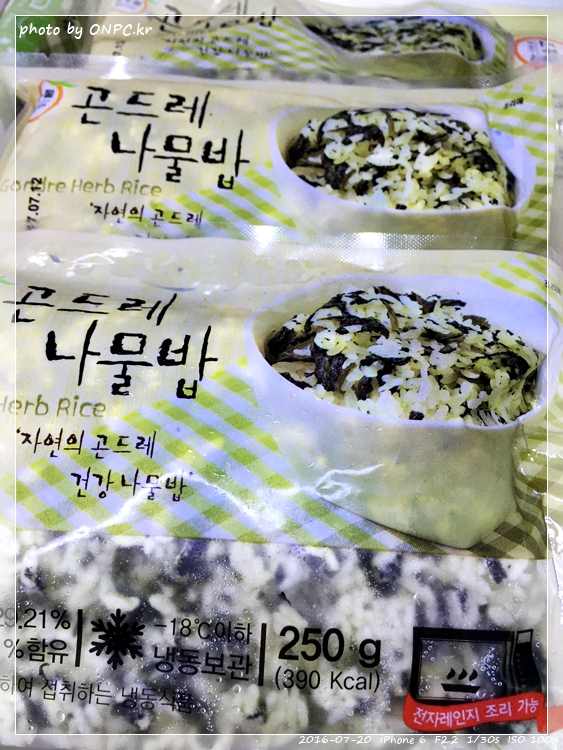 photo by ONPC.kr
곤드레
나물밥
Herb Rice
7.07.12
'자연의 곤드레
곤드레
나물밥
Herb Rice
'자연의 곤드레
건강 나물밥'
29.21%
%함유
-18℃이하
냉동보관
250 g
(390 Kcal)
하여 섭취하는 냉동식품
전자레인지 조리 가능
2016-07-20 iPhone 6 F2.2 1/30s ISO 100